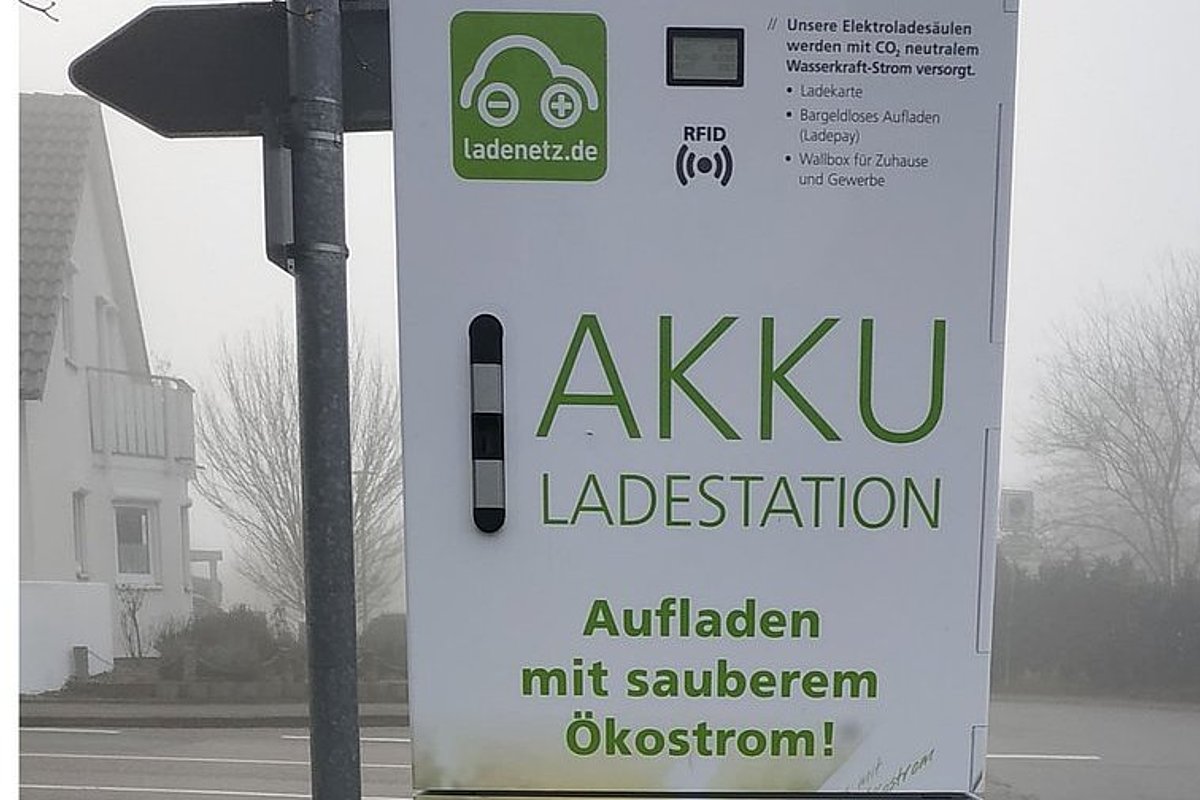 ladenetz.de
RFID
// Unsere Elektroladesäulen
werden mit CO₂ neutralem
Wasserkraft-Strom versorgt.
• Ladekarte
• Bargeldloses Aufladen
(Ladepay)
• Wallbox für Zuhause
und Gewerbe
AKKU
LADESTATION
Aufladen
mit sauberem
Ökostrom!
mit